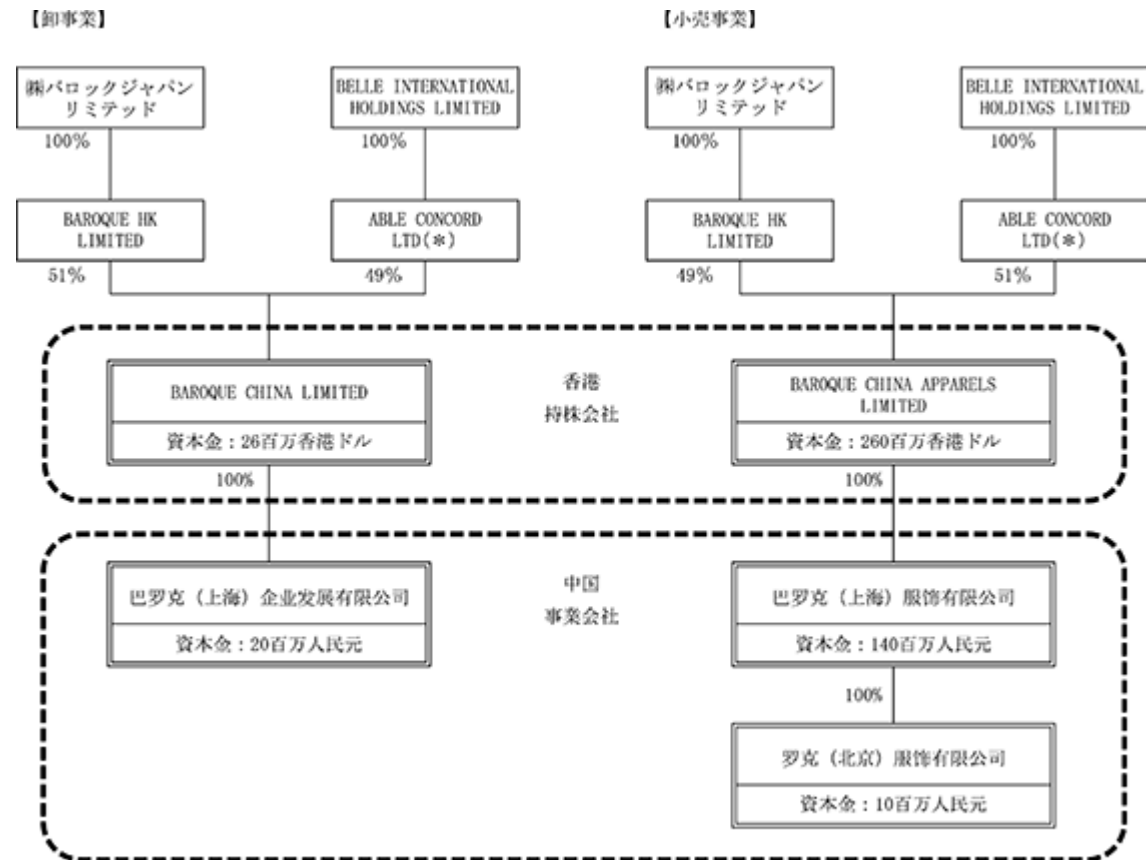 【卸事業】
【小売事業】
㈱バロックジャパン
リミテッド
BELLE INTERNATIONAL
HOLDINGS LIMITED
㈱バロックジャパン
リミテッド
BELLE INTERNATIONAL
HOLDINGS LIMITED
100%
100%
100%
100%
BAROQUE HK
LIMITED
ABLE CONCORD
LTD(＊)
BAROQUE HK
LIMITED
ABLE CONCORD
LTD(＊)
51%
49%
49%
51%
BAROQUE CHINA LIMITED
資本金：26百万香港ドル
香港
持株会社
BAROQUE CHINA APPARELS
LIMITED
資本金：260百万香港ドル
100%
100%
巴罗克（上海）企业发展有限公司
資本金：20百万人民元
中国
事業会社
巴罗克（上海）服饰有限公司
資本金：140百万人民元
100%
罗克（北京）服饰有限公司
資本金：10百万人民元